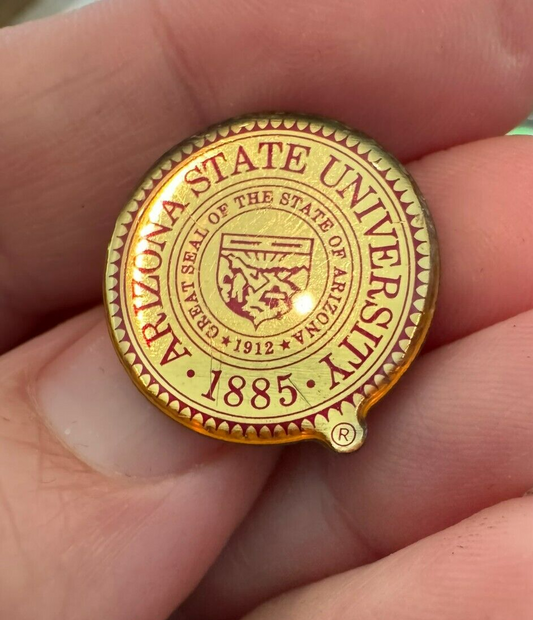 ARIZONA STATE UNIVERSITY
GREAT SEAL OF THE STATE OF ARIZONA
★ 1912 ★
· 1885 ·
®